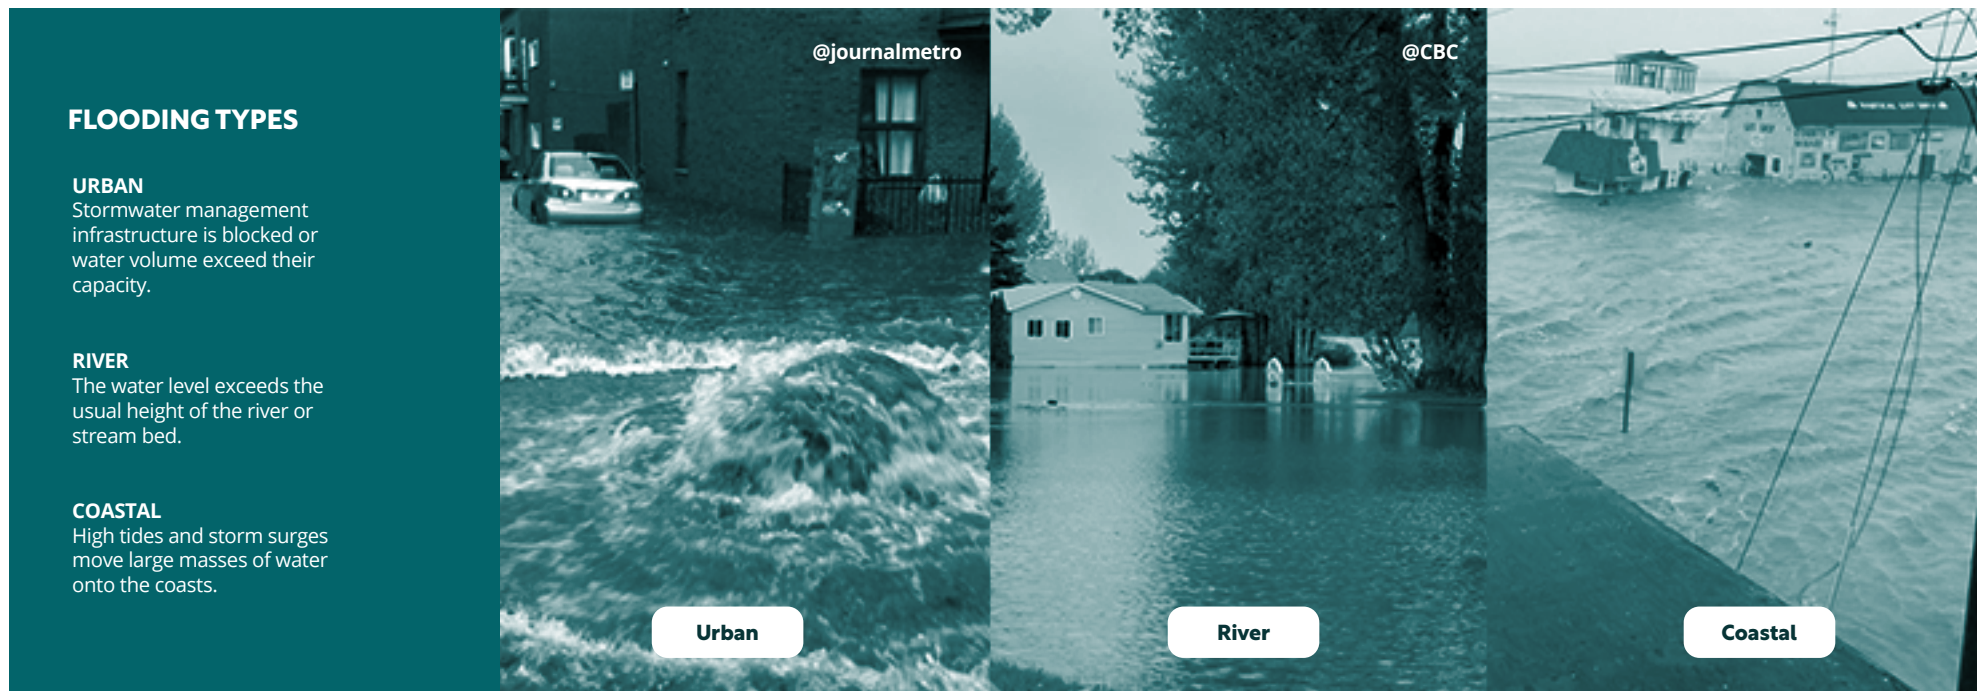 FLOODING TYPES
URBAN
Stormwater management
infrastructure is blocked or
water volume exceed their
capacity.
RIVER
The water level exceeds the
usual height of the river or
stream bed.
COASTAL
High tides and storm surges
move large masses of water
onto the coasts.
@journalmetro
@CBC
Urban
River
Coastal